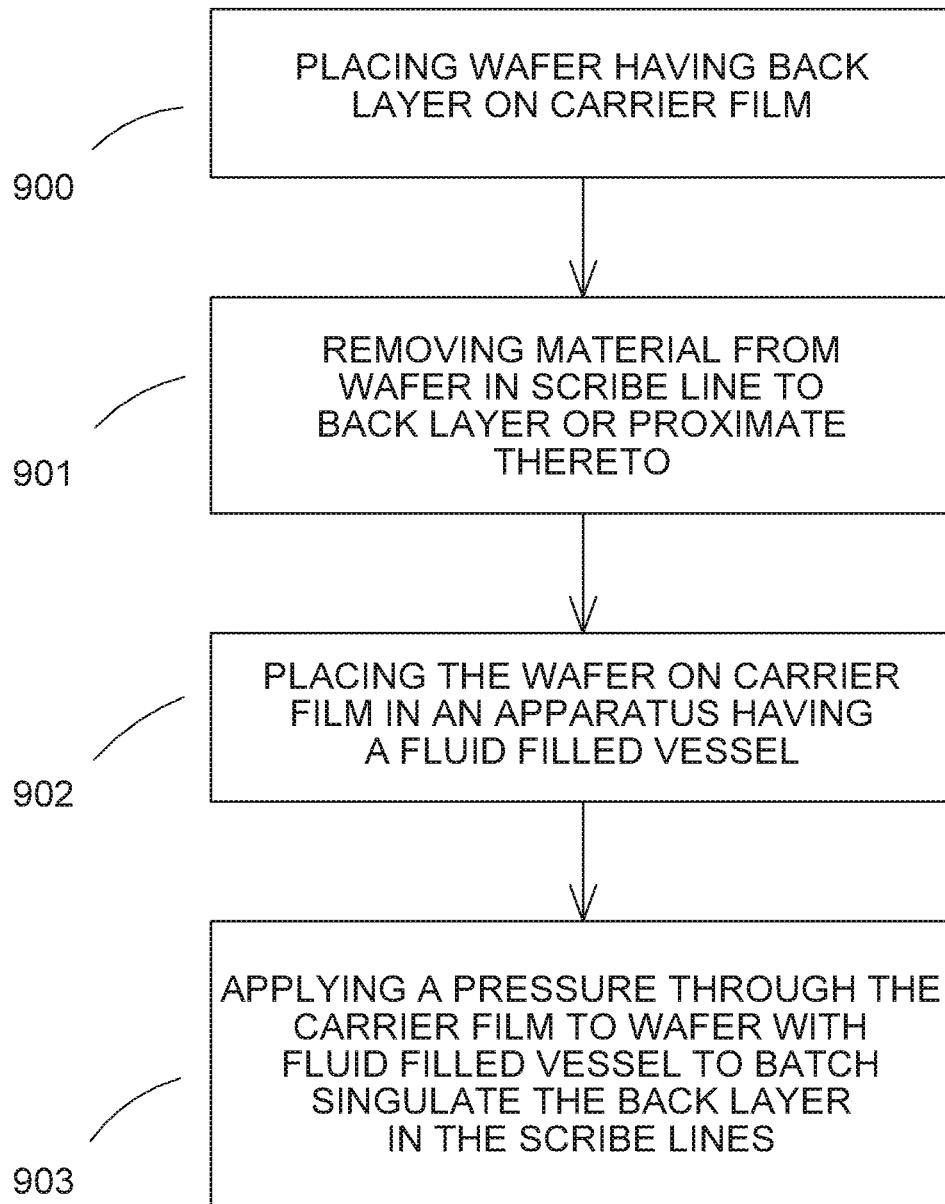 PLACING WAFER HAVING BACK
LAYER ON CARRIER FILM
900
REMOVING MATERIAL FROM
WAFER IN SCRIBE LINE TO
BACK LAYER OR PROXIMATE
THERETO
901
PLACING THE WAFER ON CARRIER
FILM IN AN APPARATUS HAVING
A FLUID FILLED VESSEL
902
APPLYING A PRESSURE THROUGH THE
CARRIER FILM TO WAFER WITH
FLUID FILLED VESSEL TO BATCH
SINGULATE THE BACK LAYER
IN THE SCRIBE LINES
903